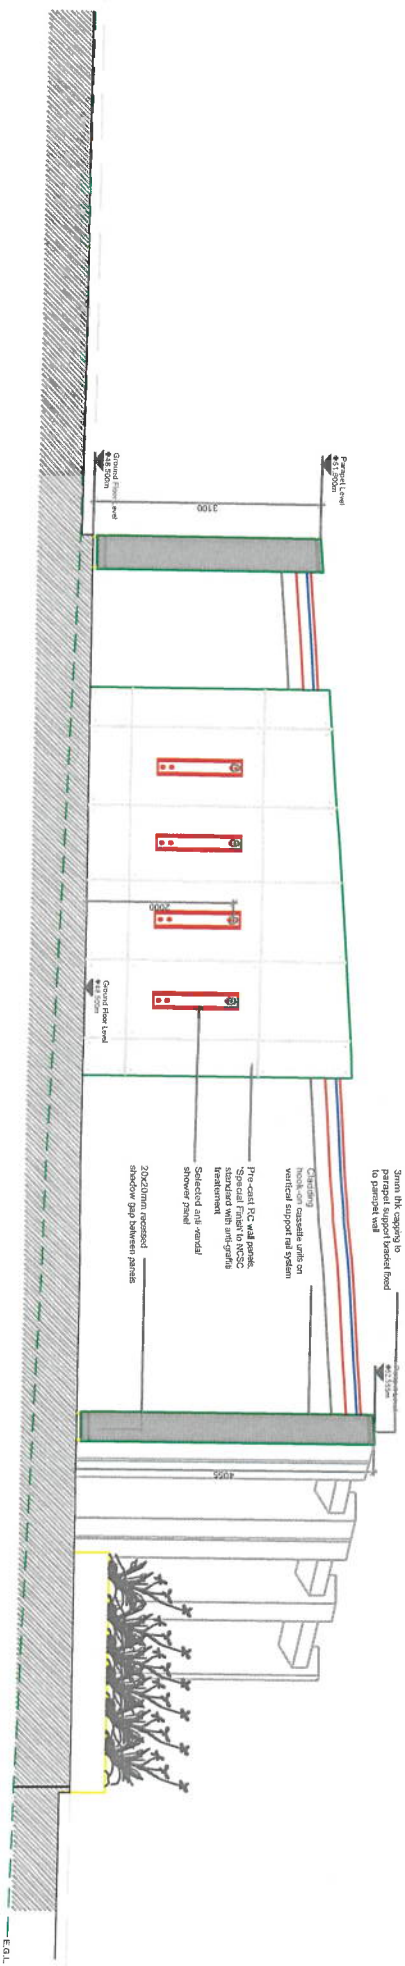 Parapet Level
51.600m
3100
Ground Floor Level
48.500m
2000
Ground Floor Level
48.500m
3mm thk capping to
parapet support bracket fixed
to parapet wall
Cladding
hook-on cassette units on
vertical support rail system
Pre-cast RC wall panels.
'Special Finish' to NCSC
standard with anti-graffiti
treatement
Selected anti -vandal
shower panel
20x20mm recessed
shadow gap between panels
4055
E.G.L.